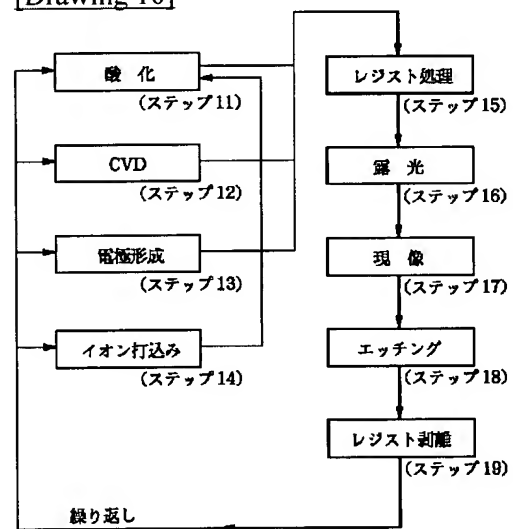 [Drawing 10]
酸 化
(ステップ11)
CVD
(ステップ12)
電極形成
(ステップ13)
イオン打込み
(ステップ14)
レジスト処理
(ステップ15)
露 光
(ステップ16)
現 像
(ステップ17)
エッチング
(ステップ18)
レジスト剥離
(ステップ19)
繰り返し